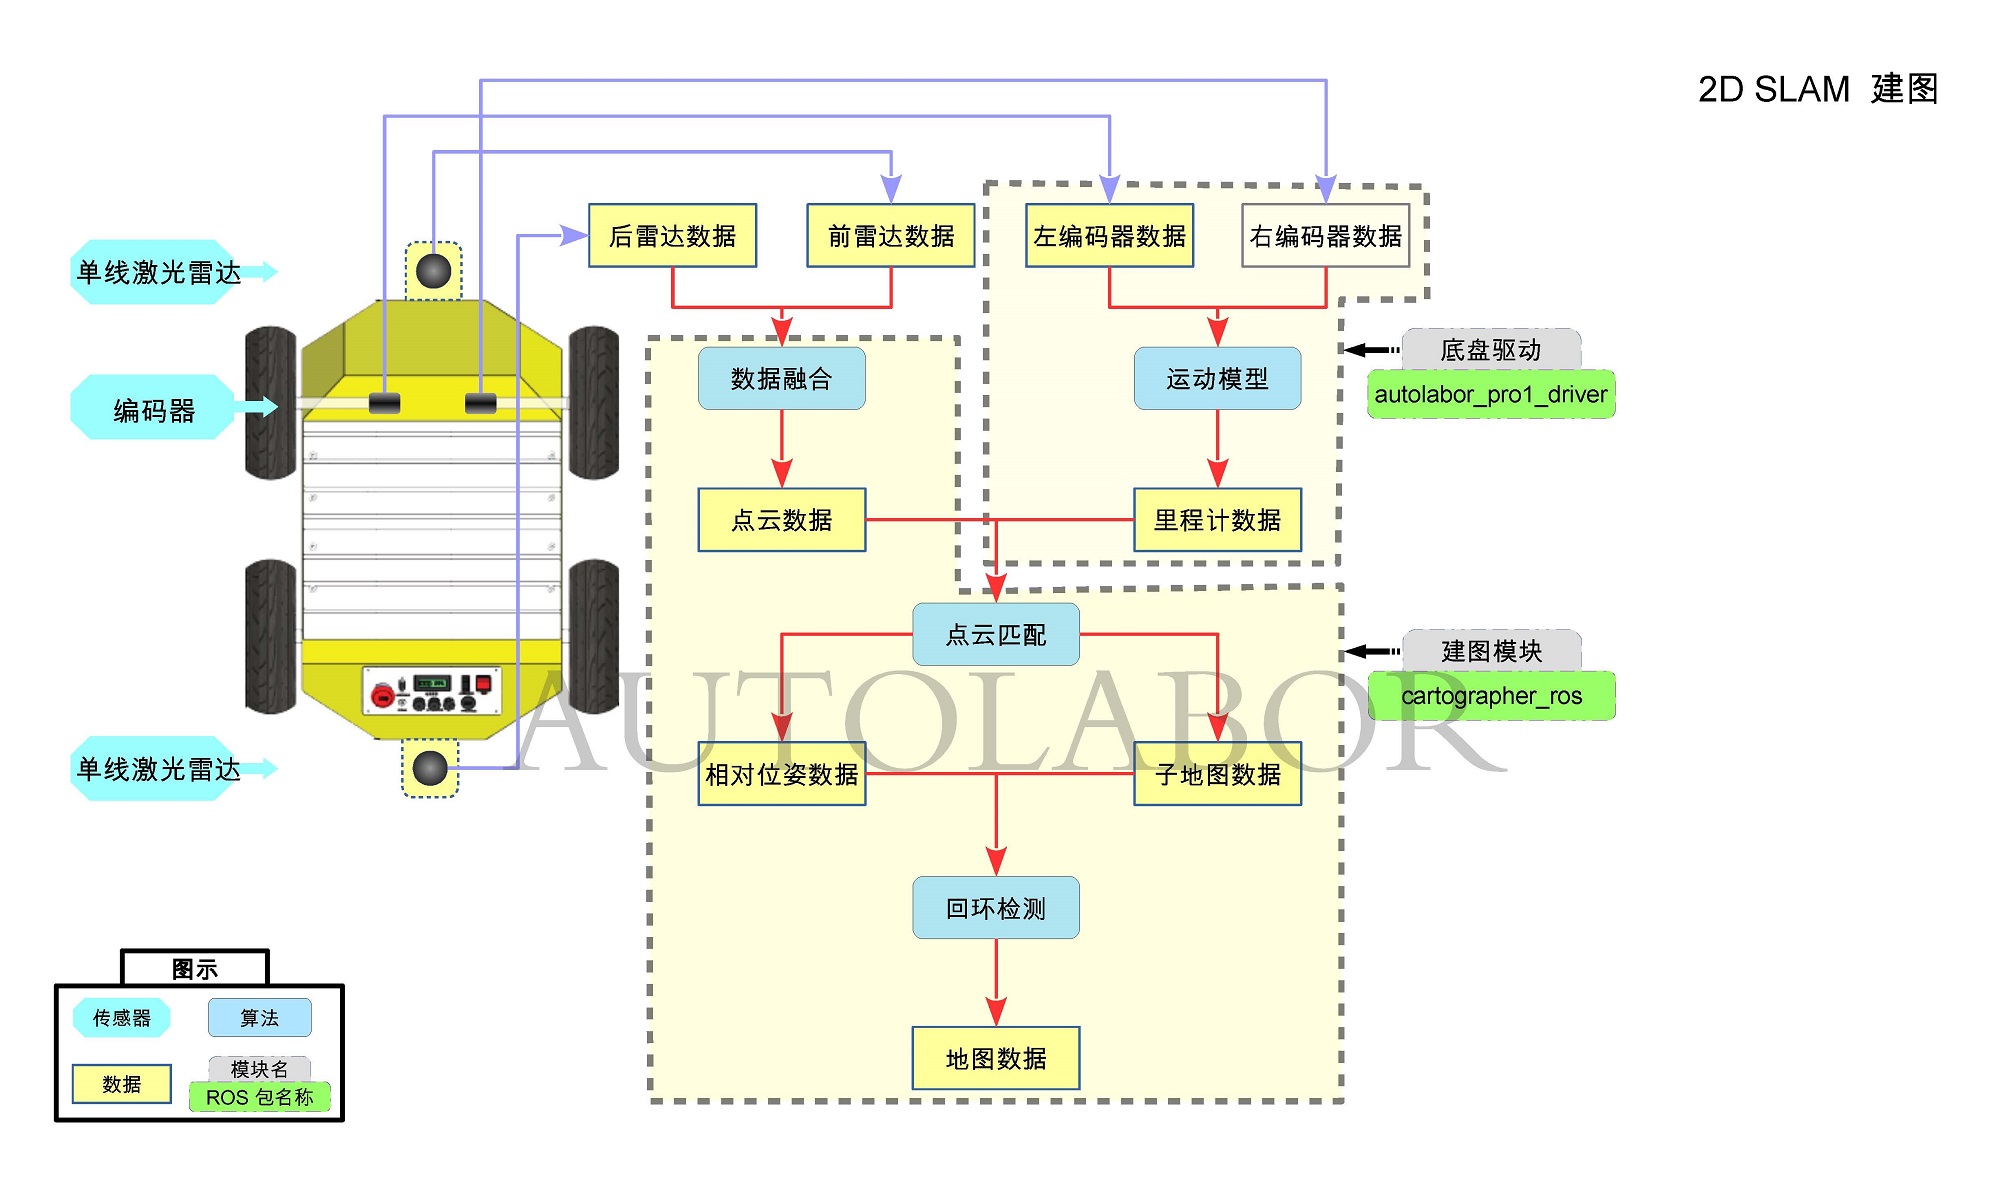 2D SLAM 建图
后雷达数据
前雷达数据
左编码器数据
右编码器数据
单线激光雷达
底盘驱动
autolabor_pro1_driver
数据融合
运动模型
编码器
点云数据
里程计数据
点云匹配
建图模块
cartographer_ros
AUTOLABOR
单线激光雷达
相对位姿数据
子地图数据
回环检测
地图数据
图示
传感器
算法
数据
模块名
ROS 包名称